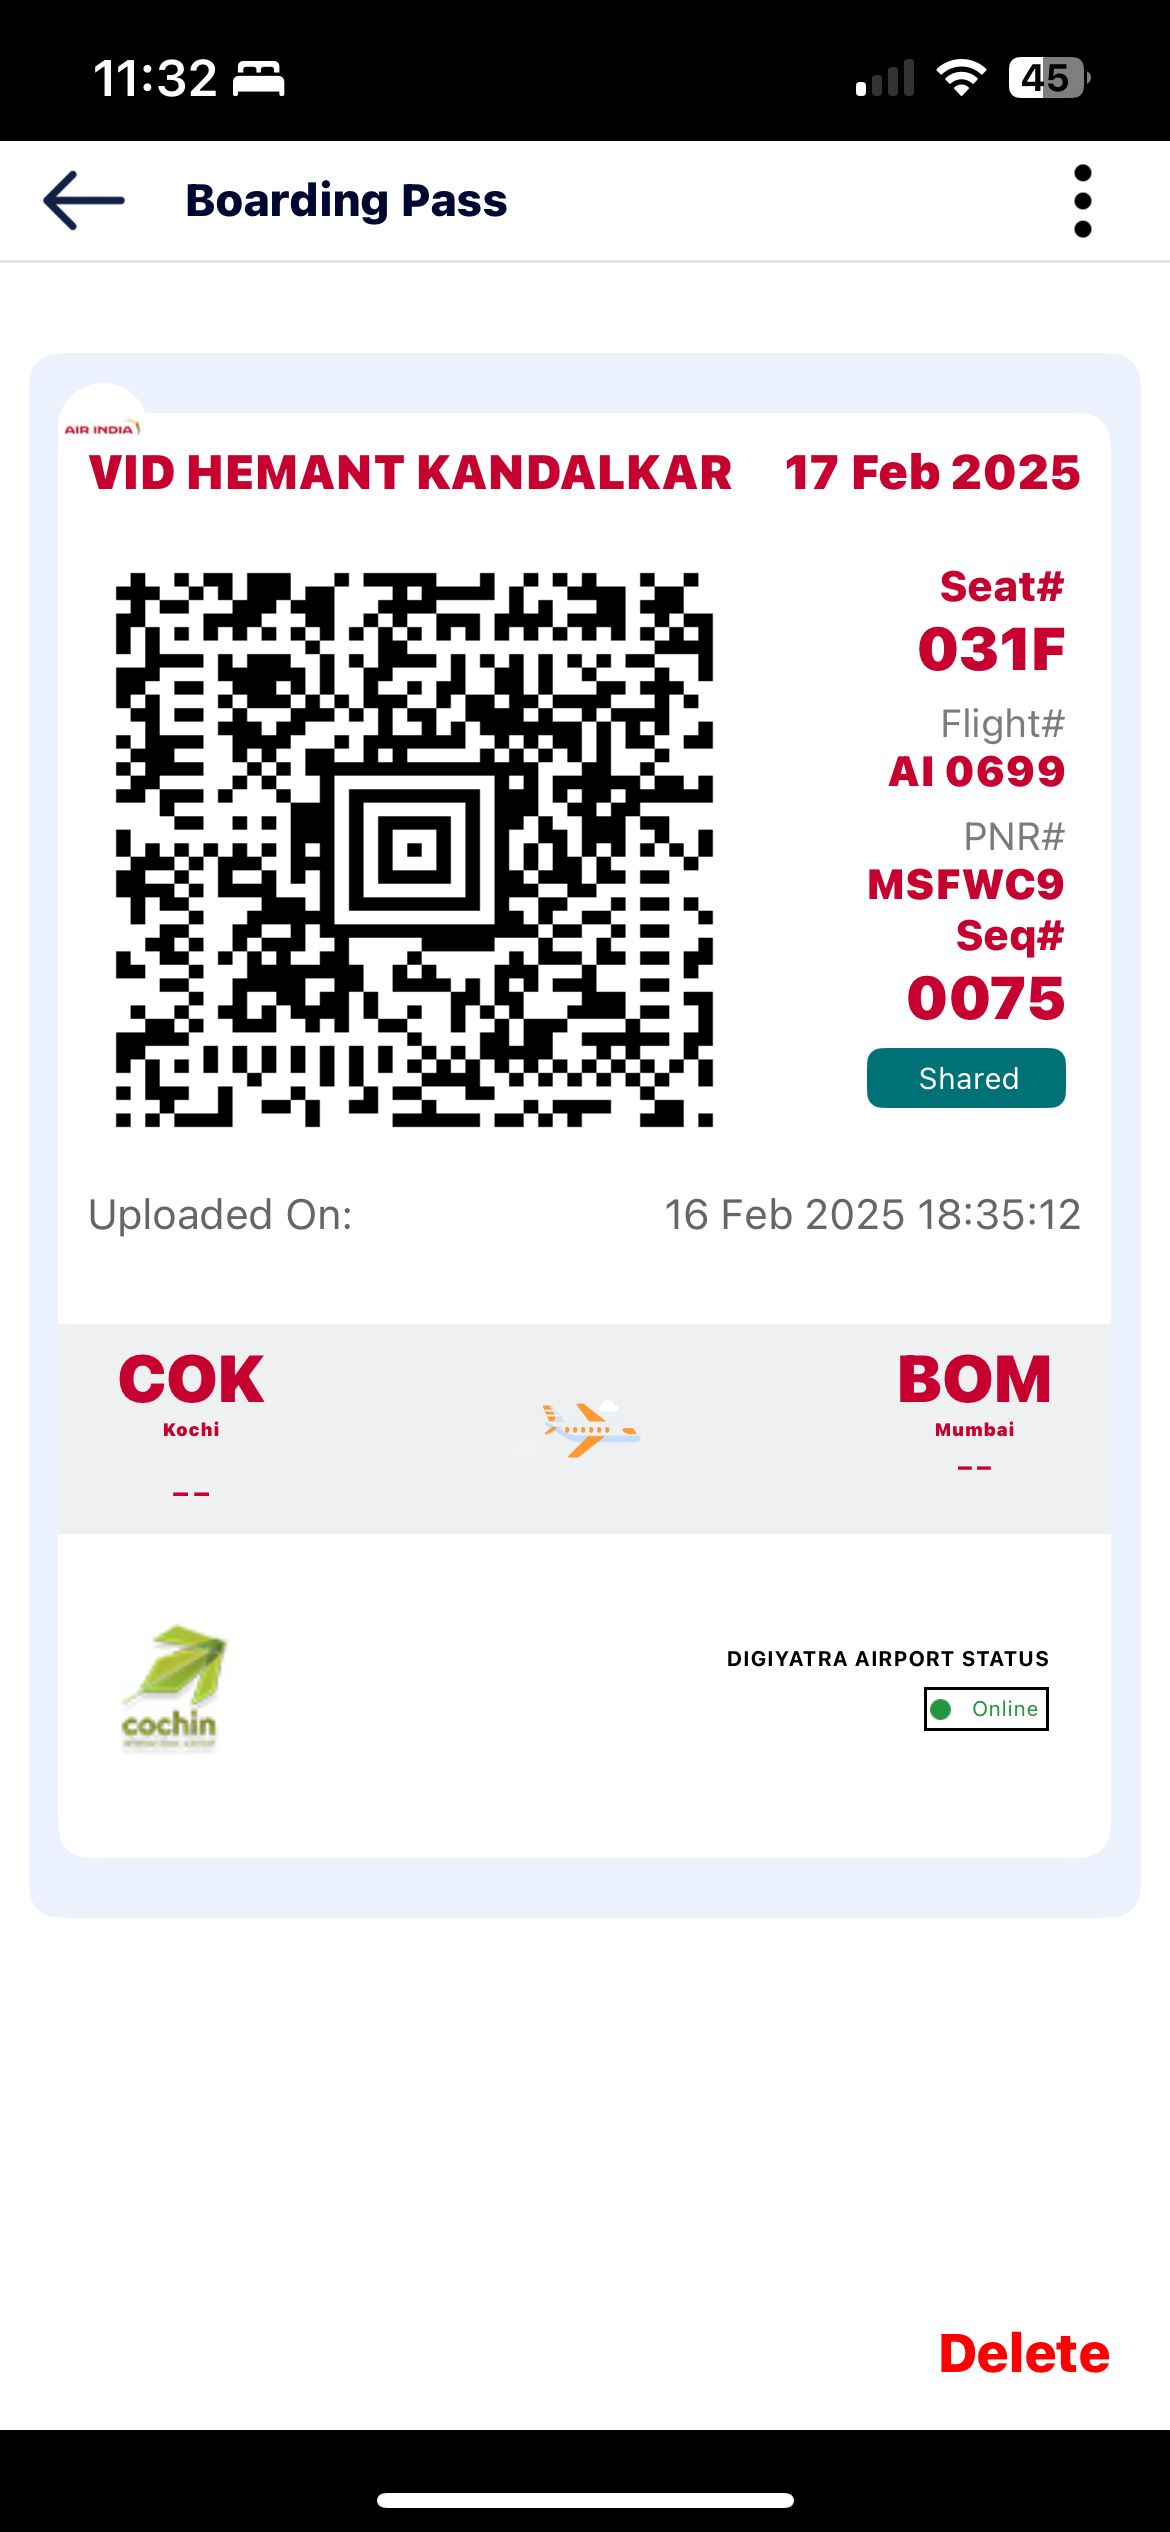 11:32
45
Boarding Pass
AIR INDIA
VID HEMANT KANDALKAR
17 Feb 2025
Seat#
031F
Flight#
AI 0699
PNR#
MSFWC9
Seq#
0075
Shared
Uploaded On:
16 Feb 2025 18:35:12
COK
Kochi
--
BOM
Mumbai
--
cochin
DIGIYATRA AIRPORT STATUS
Online
Delete